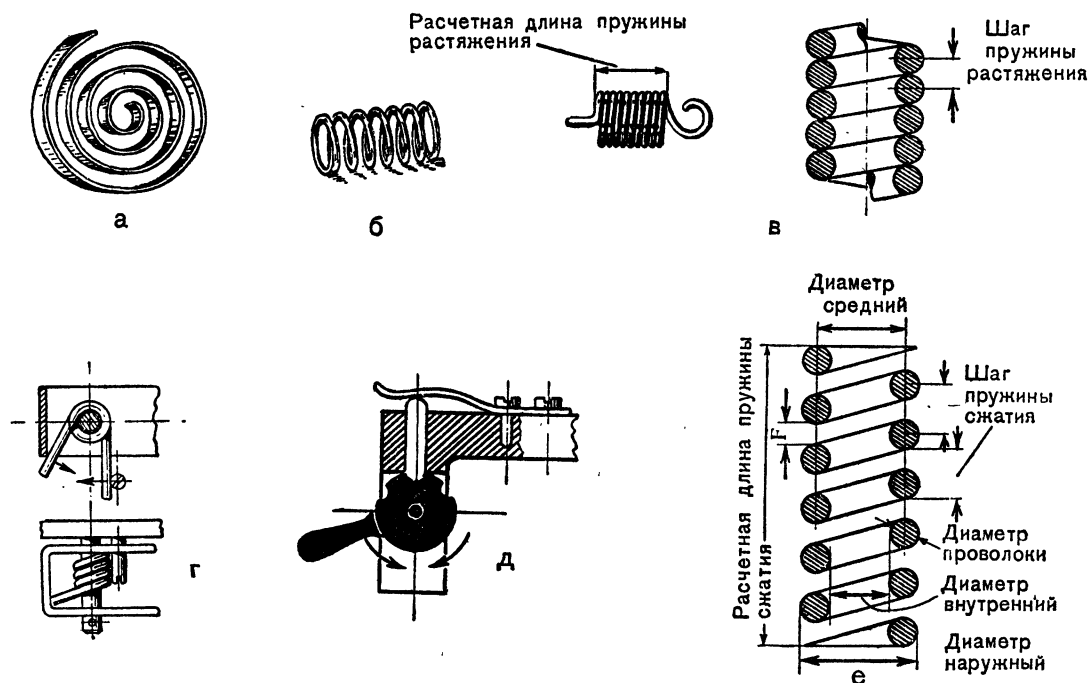 Расчетная длина пружины
растяжения
Шаг
пружины
растяжения
а
б
в
Диаметр
средний
Расчетная длина пружины
сжатия
F
Шаг
пружины
сжатия
г
д
Диаметр
проволоки
Диаметр
внутренний
Диаметр
наружный
е